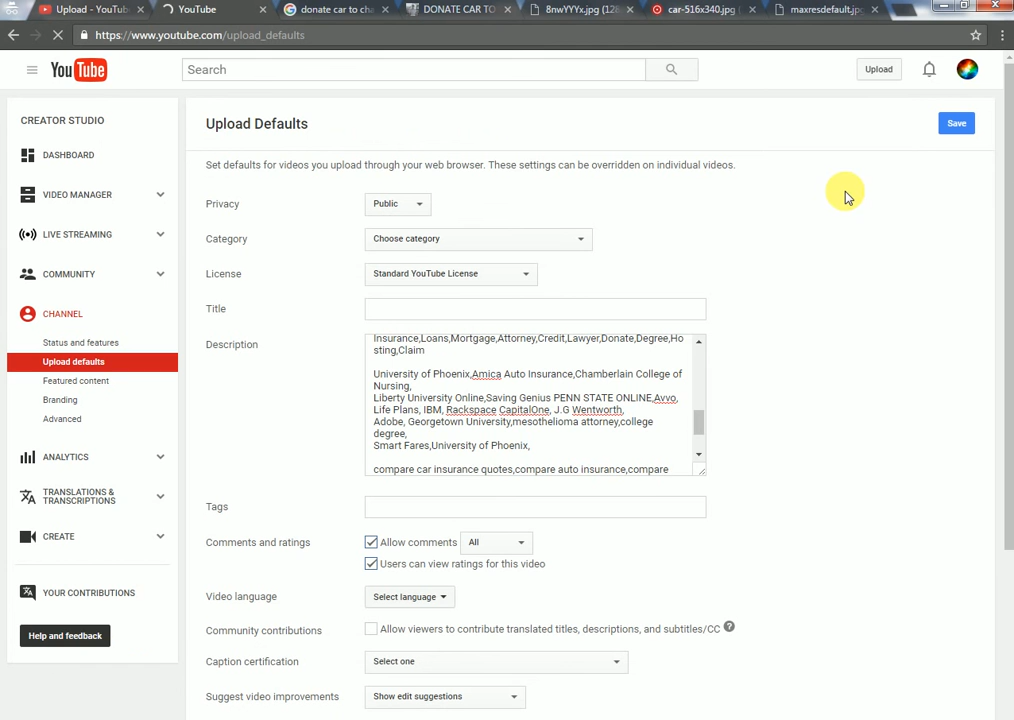 Upload - YouTub
YouTube
donate car to ch
DONATE CAR TO
8nwYYYx.jpg (12
car-516x340.jpg
maxresdefault.jpg
https://www.youtube.com/upload_defaults
YouTube
Search
Upload
CREATOR STUDIO
DASHBOARD
VIDEO MANAGER
LIVE STREAMING
COMMUNITY
CHANNEL
Status and features
Upload defaults
Featured content
Branding
Advanced
ANALYTICS
TRANSLATIONS &
TRANSCRIPTIONS
CREATE
YOUR CONTRIBUTIONS
Help and feedback
Upload Defaults
Save
Set defaults for videos you upload through your web browser. These settings can be overridden on individual videos.
Privacy
Public
Category
Choose category
License
Standard YouTube License
Title
Description
Insurance,Loans,Mortgage,Attorney,Credit,Lawyer,Donate,Degree,Ho
sting,Claim
University of Phoenix,Amica Auto Insurance,Chamberlain College of
Nursing,
Liberty University Online,Saving Genius PENN STATE ONLINE,Avvo,
Life Plans, IBM, Rackspace CapitalOne, J.G Wentworth,
Adobe, Georgetown University,mesothelioma attorney,college
degree,
Smart Fares,University of Phoenix,
compare car insurance quotes,compare auto insurance,compare
Tags
Comments and ratings
Allow comments
All
Users can view ratings for this video
Video language
Select language
Community contributions
Allow viewers to contribute translated titles, descriptions, and subtitles/CC
?
Caption certification
Select one
Suggest video improvements
Show edit suggestions